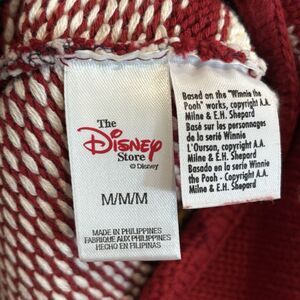 The
Disney
Store
© Disney
M/M/M
MADE IN PHILIPPINES
FABRIQUE AUX PHILIPPINES
HECHO EN FILIPINAS
Based on the "Winnie the
Pooh" works, copyright A.A.
Milne & E.H. Shepard
Basé sur les personnages
de la serié Winnie
L'Ourson, copyright A.A.
Milne & E.H. Shepard
Basado en la serie Winnie
the Pooh - Copyright A.A.
Milne & E.H. Shepard